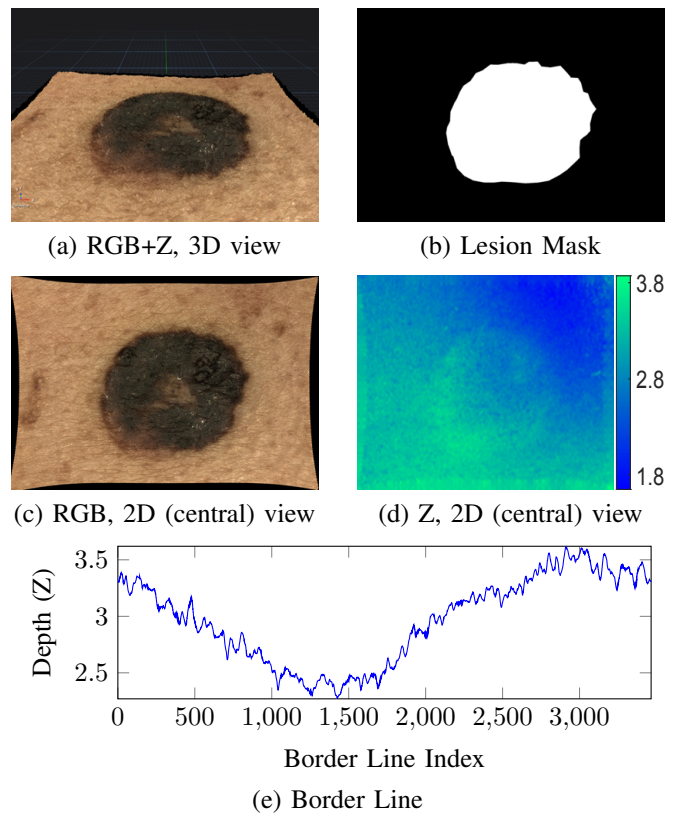 (a) RGB+Z, 3D view
(b) Lesion Mask
3.8
2.8
1.8
(c) RGB, 2D (central) view
(d) Z, 2D (central) view
3.5
3
2.5
Depth (Z)
0 500 1,000 1,500 2,000 2,500 3,000
Border Line Index
(e) Border Line